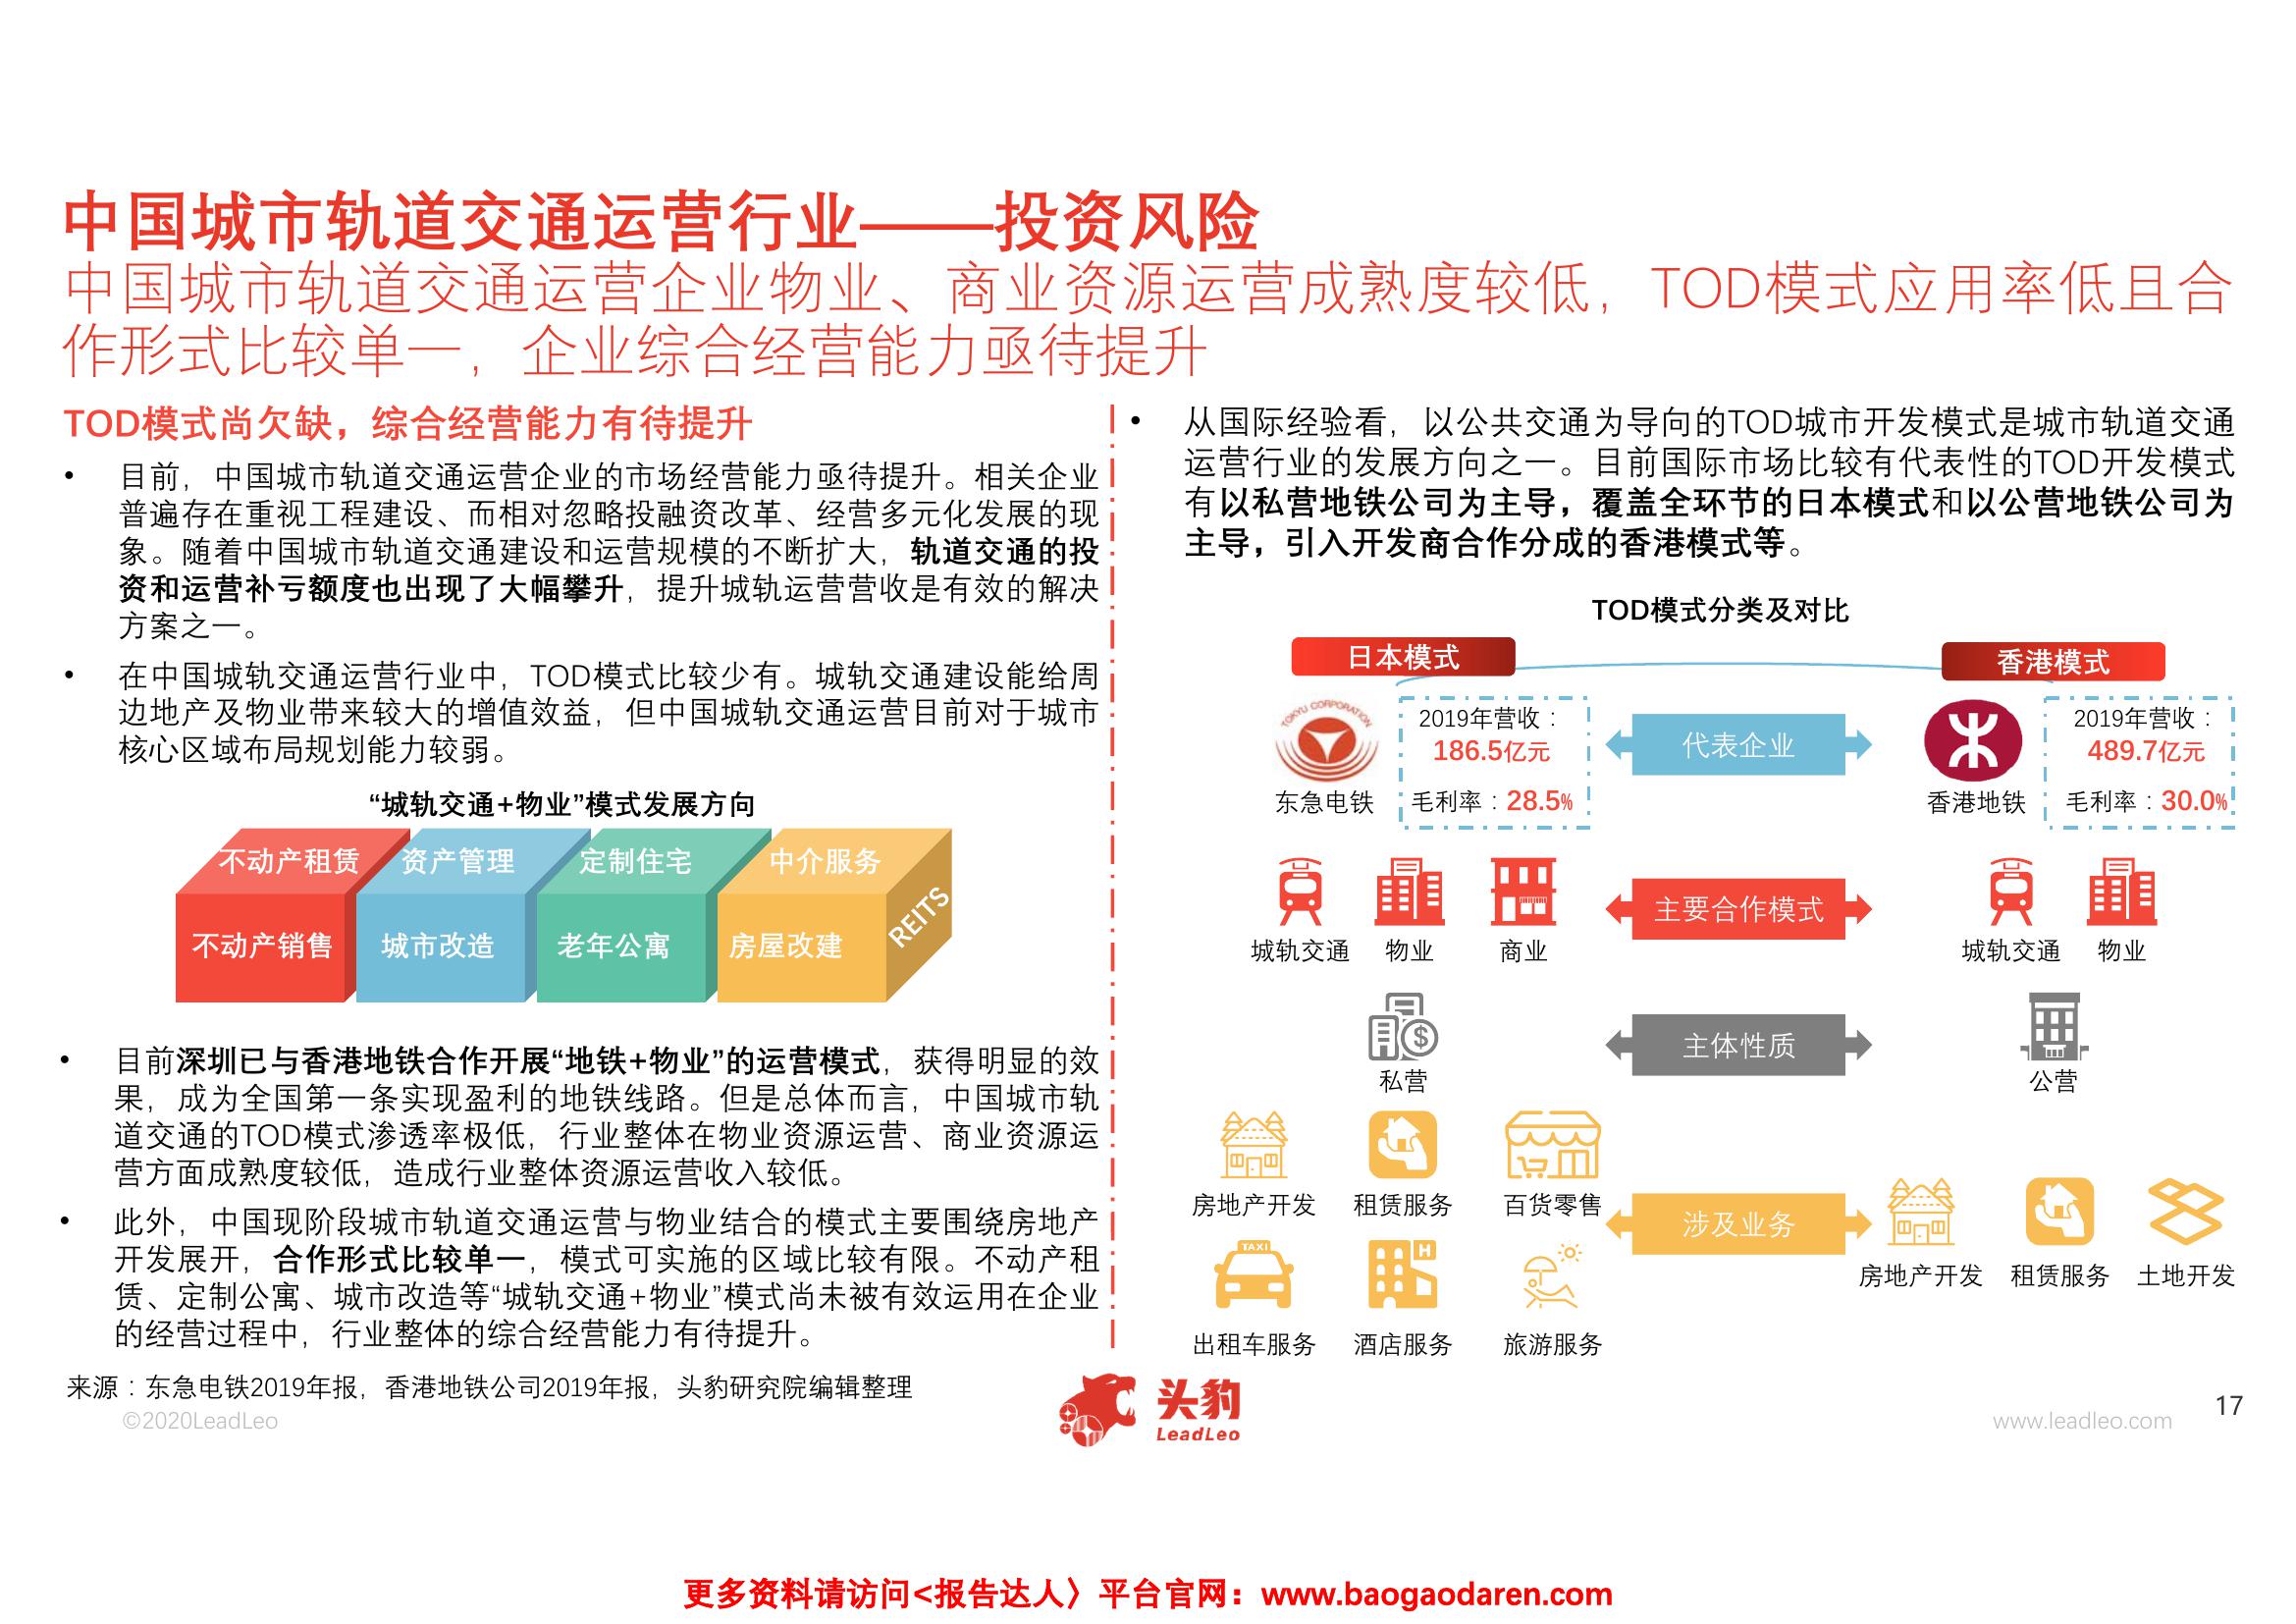 中国城市轨道交通运营行业——投资风险
中国城市轨道交通运营企业物业、商业资源运营成熟度较低，TOD模式应用率低且合
作形式比较单一，企业综合经营能力亟待提升
TOD模式尚欠缺，综合经营能力有待提升
• 目前，中国城市轨道交通运营企业的市场经营能力亟待提升。相关企业
普遍存在重视工程建设、而相对忽略投融资改革、经营多元化发展的现
象。随着中国城市轨道交通建设和运营规模的不断扩大，轨道交通的投
资和运营补亏额度也出现了大幅攀升，提升城轨运营营收是有效的解决
方案之一。
• 在中国城轨交通运营行业中，TOD模式比较少有。城轨交通建设能给周
边地产及物业带来较大的增值效益，但中国城轨交通运营目前对于城市
核心区域布局规划能力较弱。
“城轨交通+物业”模式发展方向
不动产租赁 资产管理 定制住宅 中介服务
不动产销售 城市改造 老年公寓 房屋改建 REITS
• 目前深圳已与香港地铁合作开展“地铁+物业”的运营模式，获得明显的效
果，成为全国第一条实现盈利的地铁线路。但是总体而言，中国城市轨
道交通的TOD模式渗透率极低，行业整体在物业资源运营、商业资源运
营方面成熟度较低，造成行业整体资源运营收入较低。
• 此外，中国现阶段城市轨道交通运营与物业结合的模式主要围绕房地产
开发展开，合作形式比较单一，模式可实施的区域比较有限。不动产租
赁、定制公寓、城市改造等“城轨交通+物业”模式尚未被有效运用在企业
的经营过程中，行业整体的综合经营能力有待提升。
• 从国际经验看，以公共交通为导向的TOD城市开发模式是城市轨道交通
运营行业的发展方向之一。目前国际市场比较有代表性的TOD开发模式
有以私营地铁公司为主导，覆盖全环节的日本模式和以公营地铁公司为
主导，引入开发商合作分成的香港模式等。
TOD模式分类及对比
日本模式 香港模式
TOKYU CORPORATION
2019年营收： 2019年营收：
186.5亿元 代表企业 489.7亿元
东急电铁 毛利率：28.5% 香港地铁 毛利率：30.0%
主要合作模式
城轨交通 物业 商业 城轨交通 物业
$
主体性质
私营 公营
房地产开发 租赁服务 百货零售
涉及业务
TAXI H
房地产开发 租赁服务 土地开发
出租车服务 酒店服务 旅游服务
来源：东急电铁2019年报，香港地铁公司2019年报，头豹研究院编辑整理
©2020LeadLeo
头豹
LeadLeo
www.leadleo.com
17
更多资料请访问<报告达人〉平台官网：www.baogaodaren.com